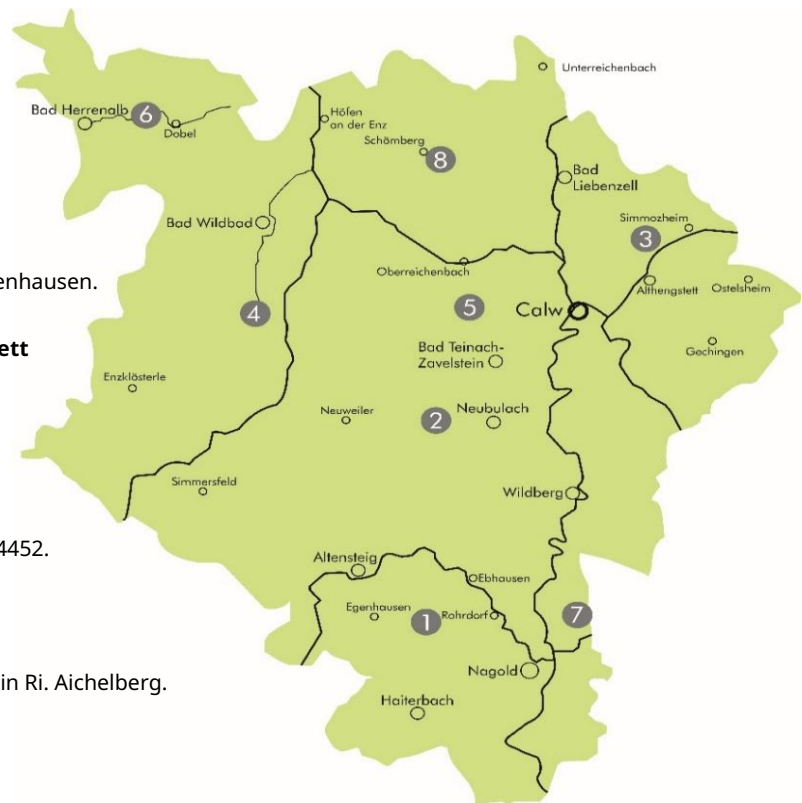 enhausen.
ett
4452.
in Ri. Aichelberg.
Unterreichenbach
Bad Herrenalb
6
Dobel
Höfen
an der Enz
Schömberg
8
Bad
Liebenzell
Bad Wildbad
Simmozheim
3
Oberreichenbach
Althengstett
Ostelsheim
4
5
Calw
Gechingen
Bad Teinach-
Zavelstein
Enzklösterle
Neuweiler
2
Neubulach
Simmersfeld
Wildberg
Altensteig
Ebhausen
Egenhausen
1
Rohrdorf
7
Nagold
Haiterbach